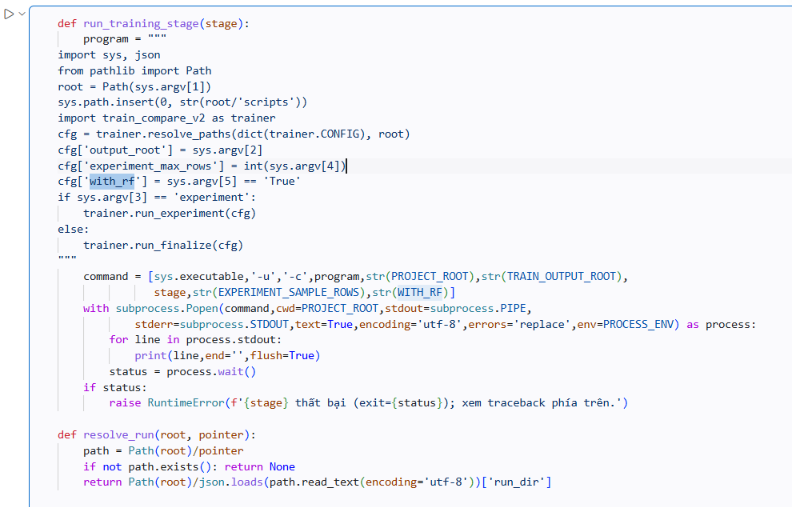 def run_training_stage(stage):
    program = """
import sys, json
from pathlib import Path
root = Path(sys.argv[1])
sys.path.insert(0, str(root/'scripts'))
import train_compare_v2 as trainer
cfg = trainer.resolve_paths(dict(trainer.CONFIG), root)
cfg['output_root'] = sys.argv[2]
cfg['experiment_max_rows'] = int(sys.argv[4])
cfg['with_rf'] = sys.argv[5] == 'True'
if sys.argv[3] == 'experiment':
    trainer.run_experiment(cfg)
else:
    trainer.run_finalize(cfg)
"""
    command = [sys.executable,'-u','-c',program,str(PROJECT_ROOT),str(TRAIN_OUTPUT_ROOT),
               stage,str(EXPERIMENT_SAMPLE_ROWS),str(WITH_RF)]
    with subprocess.Popen(command,cwd=PROJECT_ROOT,stdout=subprocess.PIPE,
            stderr=subprocess.STDOUT,text=True,encoding='utf-8',errors='replace',env=PROCESS_ENV) as process:
        for line in process.stdout:
            print(line,end='',flush=True)
        status = process.wait()
    if status:
        raise RuntimeError(f'{stage} thất bại (exit={status}); xem traceback phía trên.')

def resolve_run(root, pointer):
    path = Path(root)/pointer
    if not path.exists(): return None
    return Path(root)/json.loads(path.read_text(encoding='utf-8'))['run_dir']